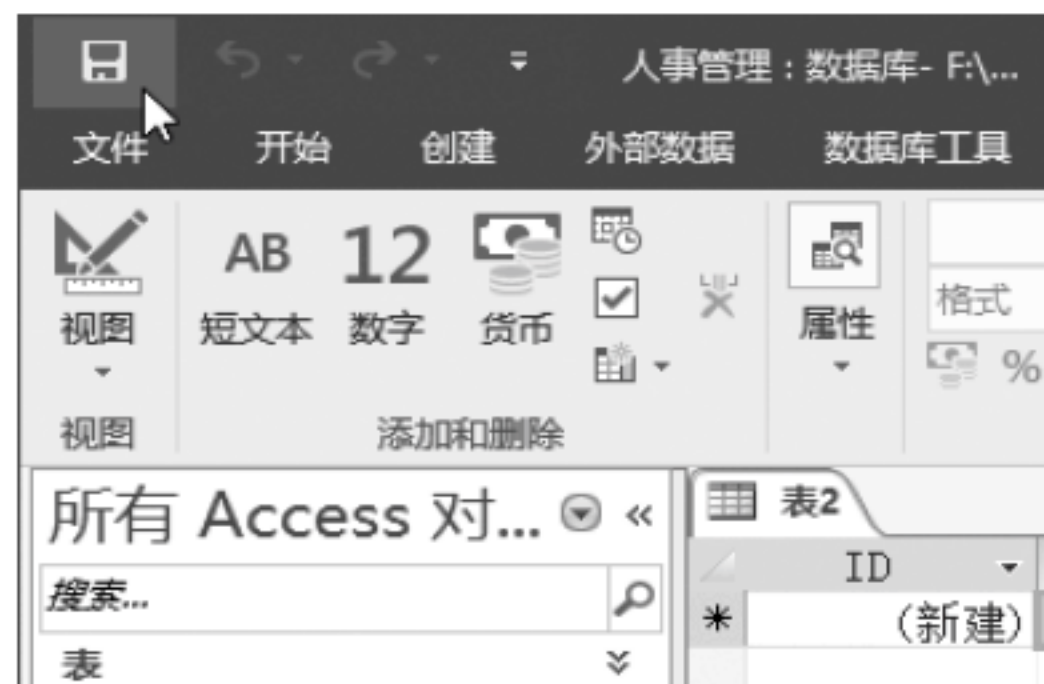 人事管理：数据库- F:\...
文件 开始 创建 外部数据 数据库工具
AB 12
视图 短文本 数字 货币 属性 格式
%
视图 添加和删除
所有 Access 对... «
表2
ID
搜索...
(新建)
表